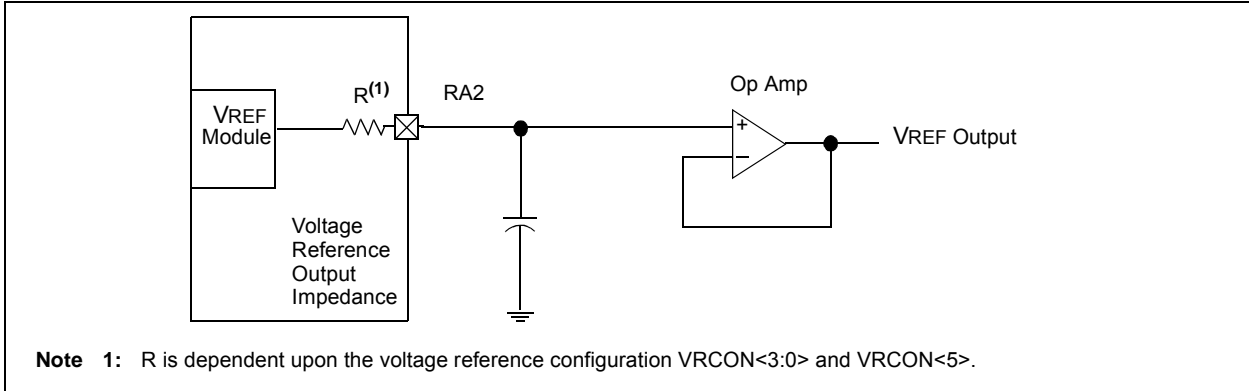 VREF
Module
R(1)
RA2
Op Amp
+
−
VREF Output
Voltage
Reference
Output
Impedance
Note 1: R is dependent upon the voltage reference configuration VRCON<3:0> and VRCON<5>.